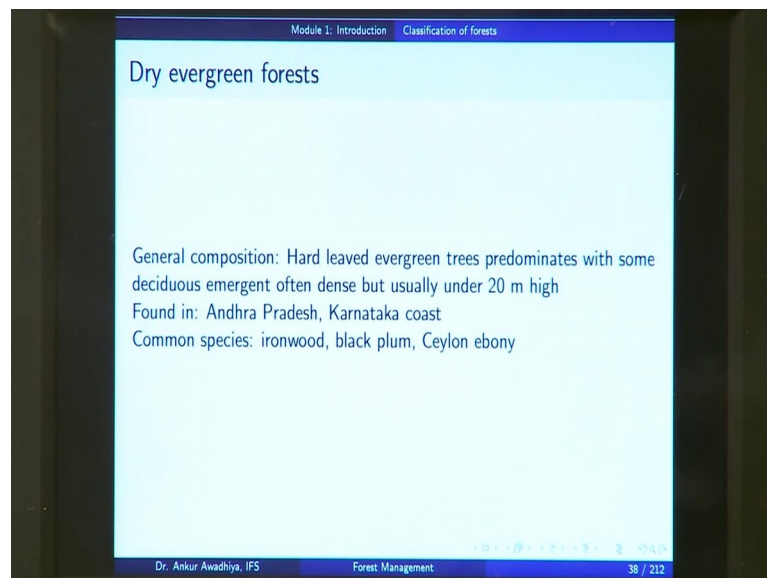 Module 1: Introduction Classification of forests
Dry evergreen forests
General composition: Hard leaved evergreen trees predominates with some
deciduous emergent often dense but usually under 20 m high
Found in: Andhra Pradesh, Karnataka coast
Common species: ironwood, black plum, Ceylon ebony
Dr. Ankur Awadhiya, IFS Forest Management 38 / 212